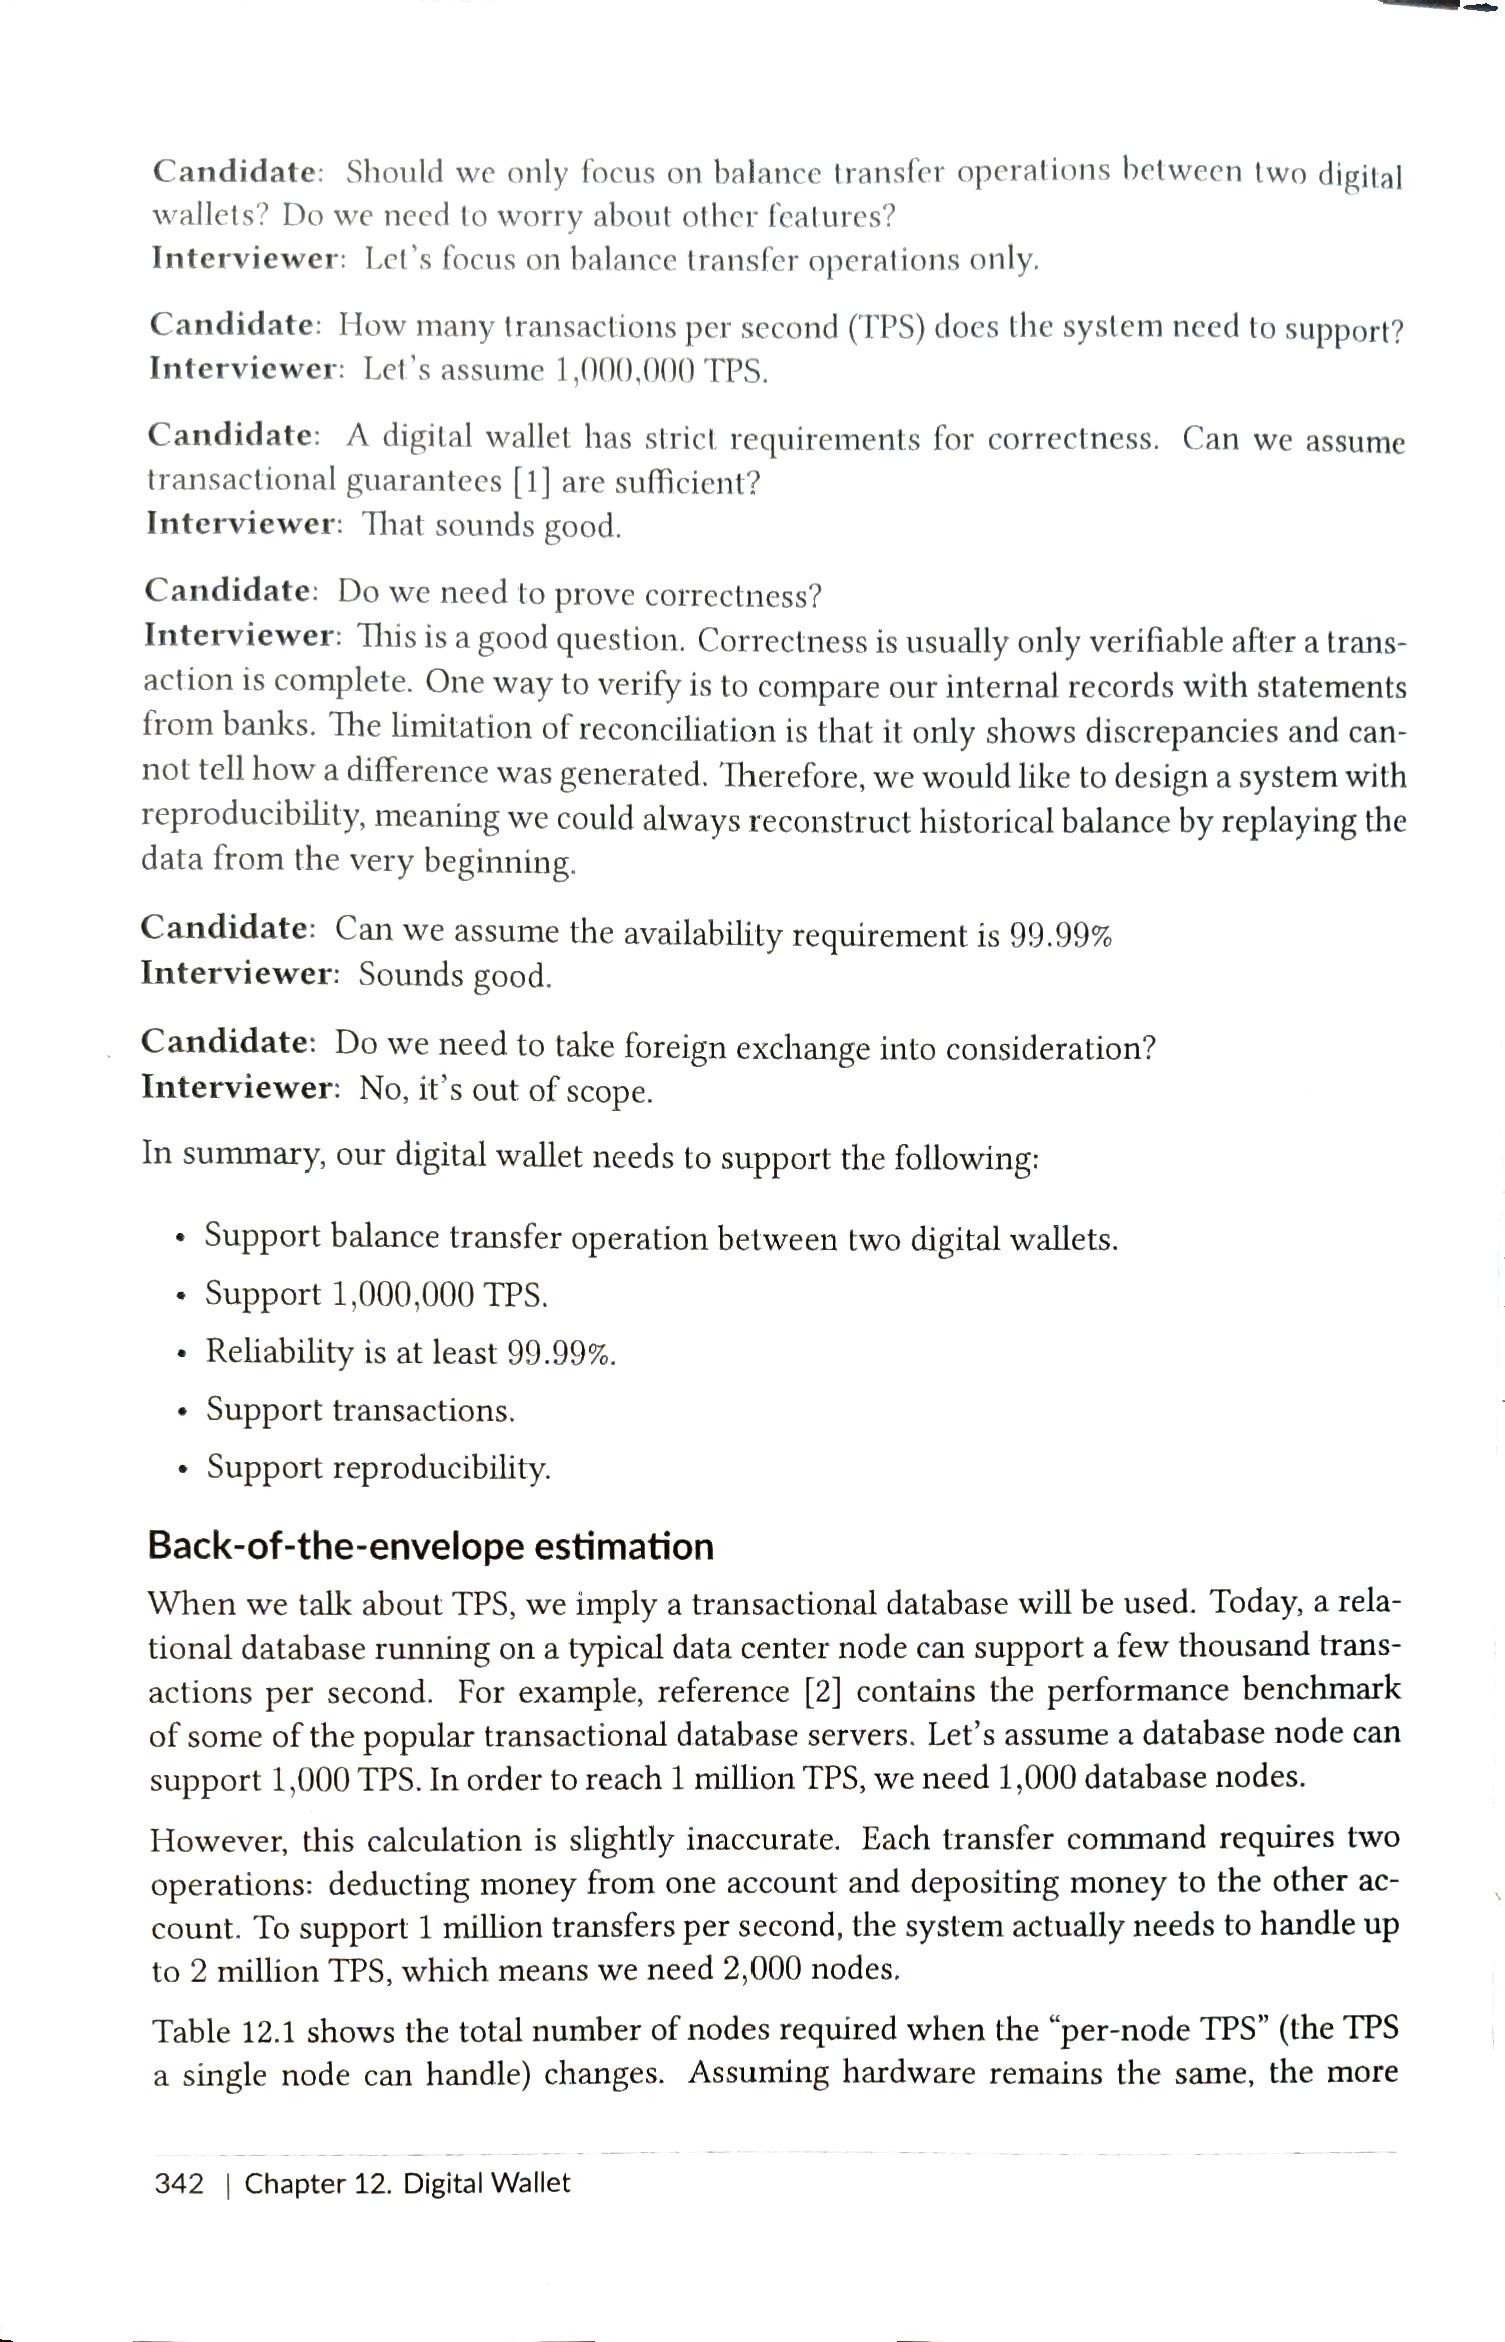 Candidate: Should we only focus on balance transfer operations between two digital
wallets? Do we need to worry about other features?
Interviewer: Let's focus on balance transfer operations only.
Candidate: How many transactions per second (TPS) does the system need to support?
Interviewer: Let's assume 1,000,000 TPS.
Candidate: A digital wallet has strict requirements for correctness. Can we assume
transactional guarantees [1] are sufficient?
Interviewer: That sounds good.
Candidate: Do we need to prove correctness?
Interviewer: This is a good question. Correctness is usually only verifiable after a trans-
action is complete. One way to verify is to compare our internal records with statements
from banks. The limitation of reconciliation is that it only shows discrepancies and can-
not tell how a difference was generated. Therefore, we would like to design a system with
reproducibility, meaning we could always reconstruct historical balance by replaying the
data from the very beginning.
Candidate: Can we assume the availability requirement is 99.99%
Interviewer: Sounds good.
Candidate: Do we need to take foreign exchange into consideration?
Interviewer: No, it's out of scope.
In summary, our digital wallet needs to support the following:
• Support balance transfer operation between two digital wallets.
• Support 1,000,000 TPS.
• Reliability is at least 99.99%.
• Support transactions.
• Support reproducibility.
Back-of-the-envelope estimation
When we talk about TPS, we imply a transactional database will be used. Today, a rela-
tional database running on a typical data center node can support a few thousand trans-
actions per second. For example, reference [2] contains the performance benchmark
of some of the popular transactional database servers. Let's assume a database node can
support 1,000 TPS. In order to reach 1 million TPS, we need 1,000 database nodes.
However, this calculation is slightly inaccurate. Each transfer command requires two
operations: deducting money from one account and depositing money to the other ac-
count. To support 1 million transfers per second, the system actually needs to handle up
to 2 million TPS, which means we need 2,000 nodes.
Table 12.1 shows the total number of nodes required when the “per-node TPS” (the TPS
a single node can handle) changes. Assuming hardware remains the same, the more
342 | Chapter 12. Digital Wallet